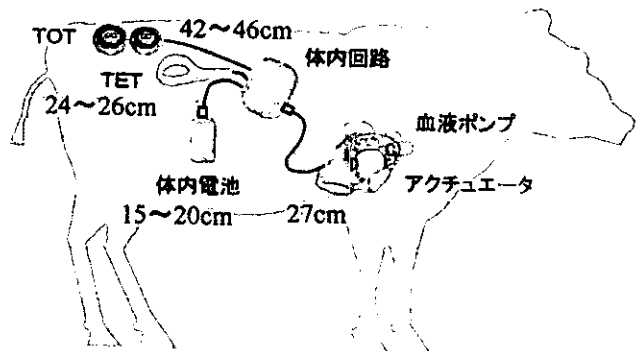 TOT
42～46cm
体内回路
TET
24～26cm
血液ポンプ
体内電池
アクチュエータ
15～20cm
27cm